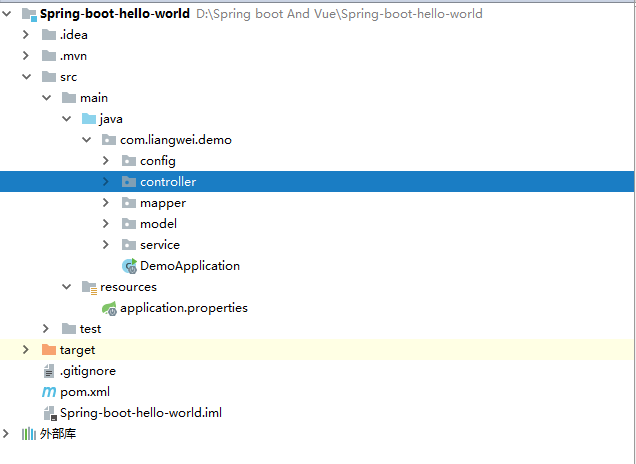 Spring-boot-hello-world D:\Spring boot And Vue\Spring-boot-hello-world
.idea
.mvn
src
main
java
com.liangwei.demo
config
controller
mapper
model
service
DemoApplication
resources
application.properties
test
target
.gitignore
pom.xml
Spring-boot-hello-world.iml
外部库